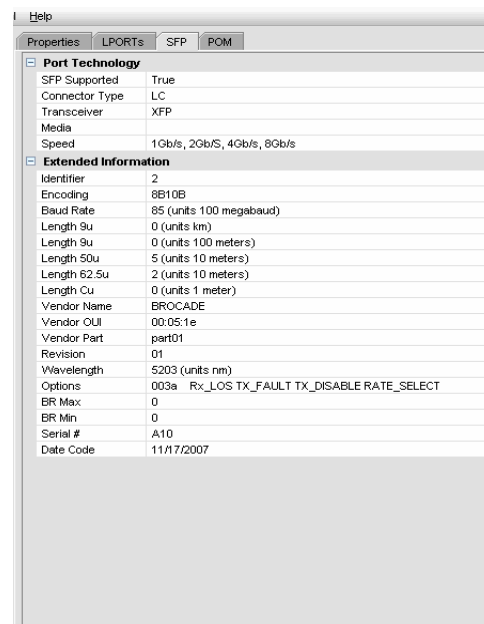 l Help
Properties LPORTs SFP POM
Port Technology
SFP Supported True
Connector Type LC
Transceiver XFP
Media
Speed 1Gb/s, 2Gb/S, 4Gb/s, 8Gb/s
Extended Information
Identifier 2
Encoding 8B10B
Baud Rate 85 (units 100 megabaud)
Length 9u 0 (units km)
Length 9u 0 (units 100 meters)
Length 50u 5 (units 10 meters)
Length 62.5u 2 (units 10 meters)
Length Cu 0 (units 1 meter)
Vendor Name BROCADE
Vendor OUI 00:05:1e
Vendor Part part01
Revision 01
Wavelength 5203 (units nm)
Options 003a Rx_LOS TX_FAULT TX_DISABLE RATE_SELECT
BR Max 0
BR Min 0
Serial # A10
Date Code 11/17/2007